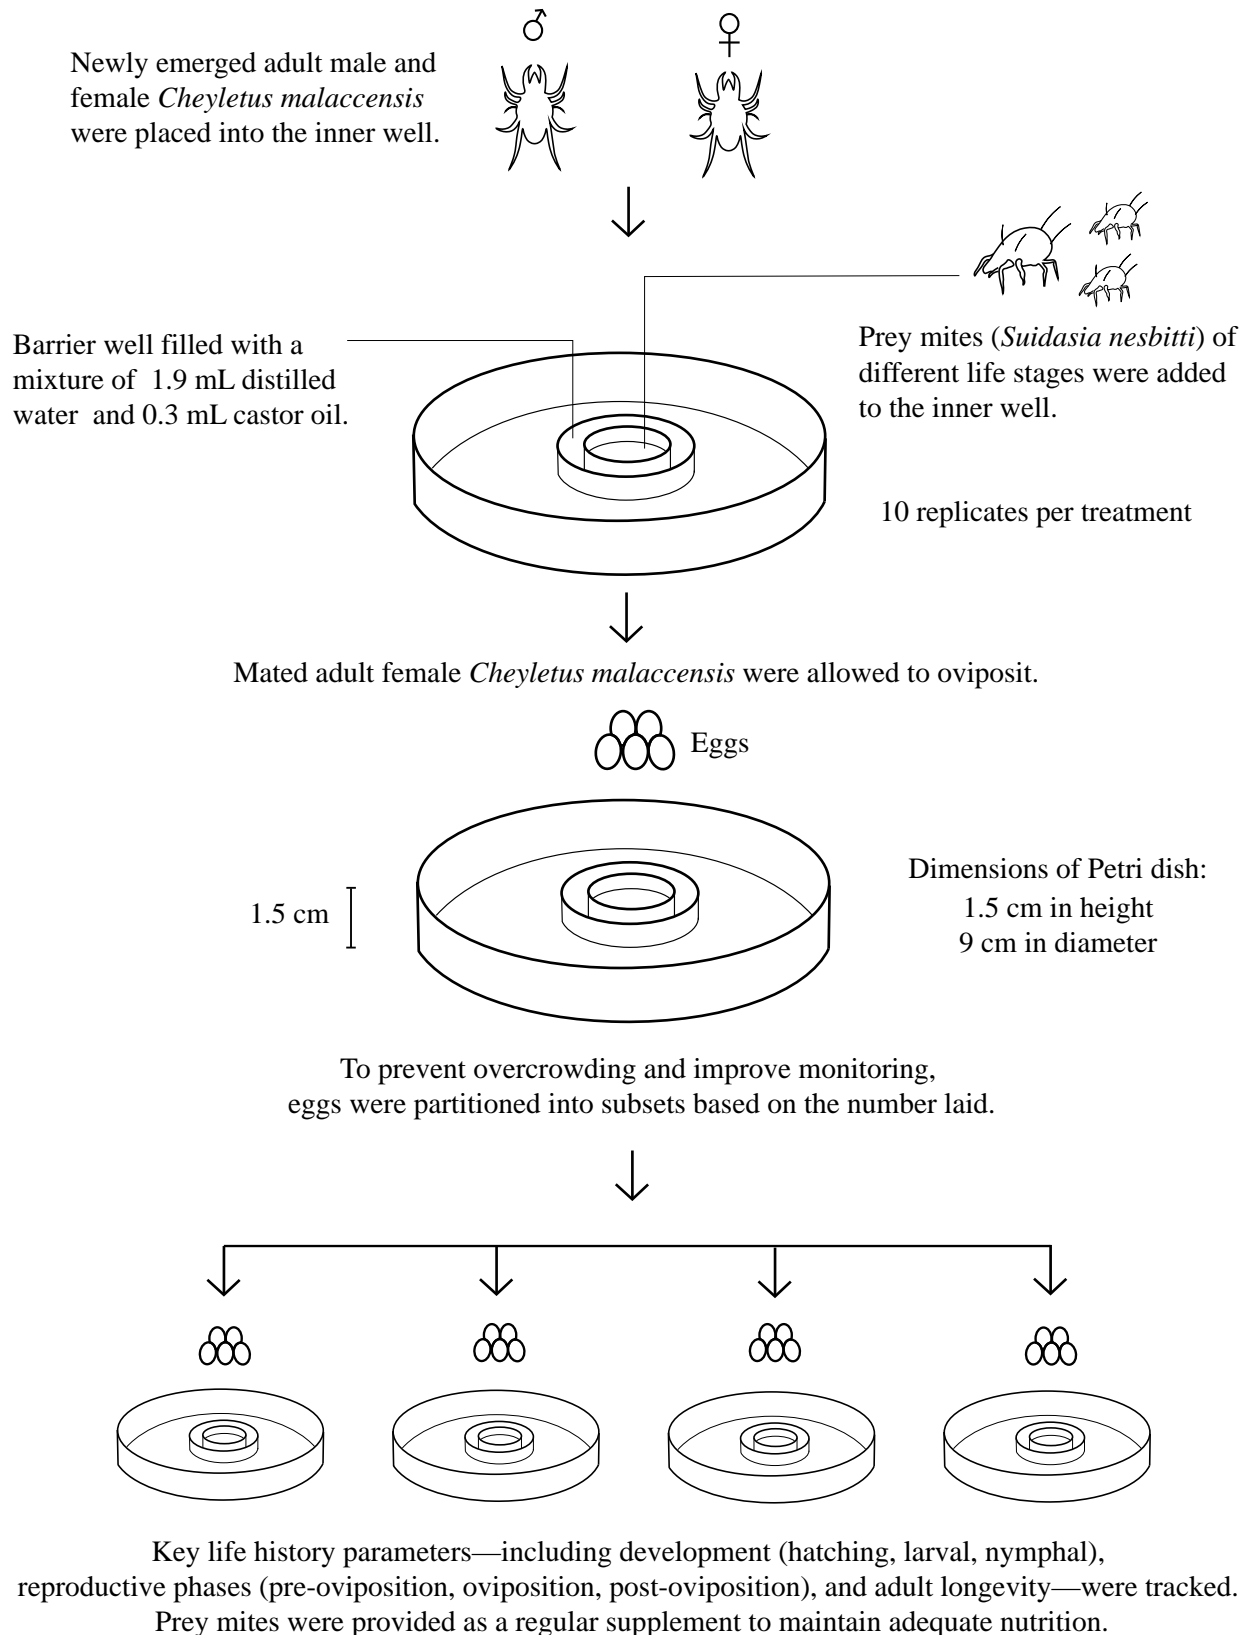 Newly emerged adult male and
female Cheyletus malaccensis
were placed into the inner well.
♂
♀
Barrier well filled with a
mixture of 1.9 mL distilled
water and 0.3 mL castor oil.
Prey mites (Suidasia nesbitti) of
different life stages were added
to the inner well.
10 replicates per treatment
Mated adult female Cheyletus malaccensis were allowed to oviposit.
Eggs
1.5 cm
Dimensions of Petri dish:
1.5 cm in height
9 cm in diameter
To prevent overcrowding and improve monitoring,
eggs were partitioned into subsets based on the number laid.
Key life history parameters—including development (hatching, larval, nymphal),
reproductive phases (pre-oviposition, oviposition, post-oviposition), and adult longevity—were tracked.
Prey mites were provided as a regular supplement to maintain adequate nutrition.